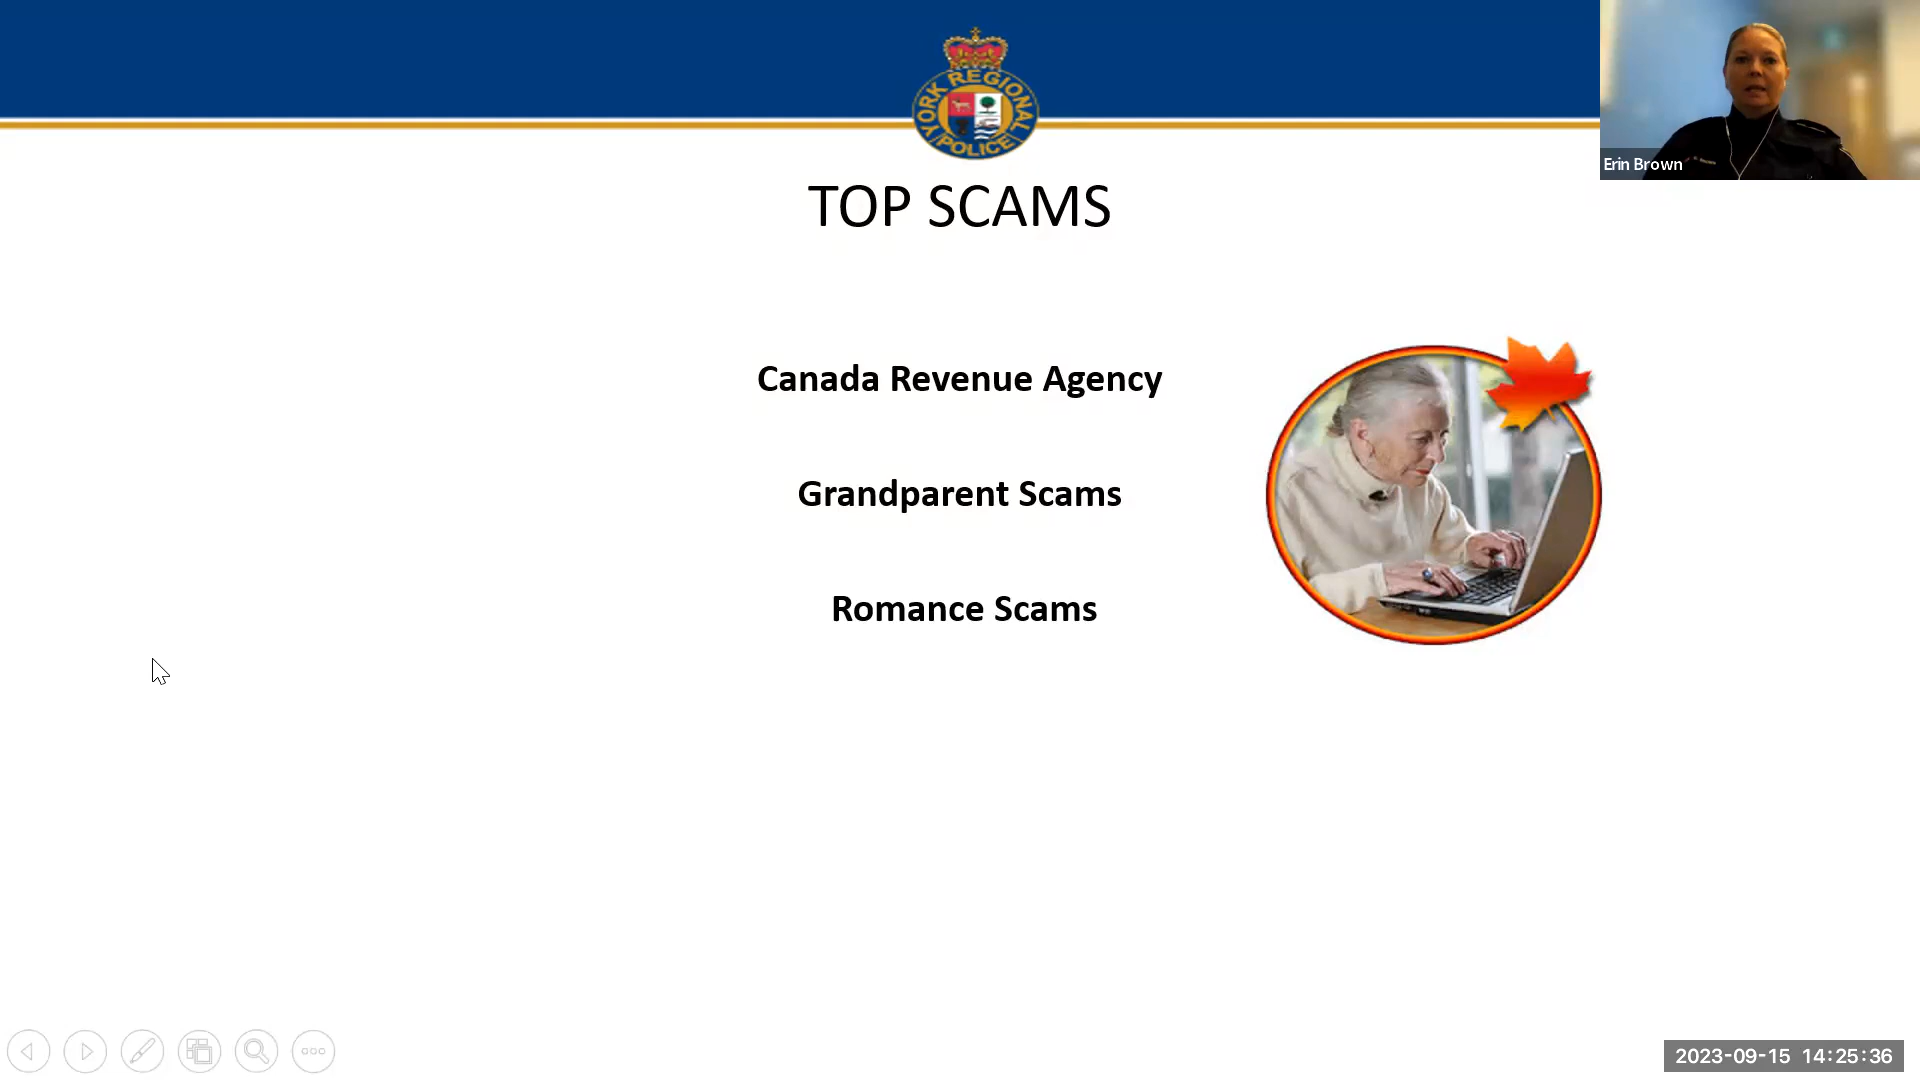 YORK REGIONAL
POLICE
Erin Brown
TOP SCAMS
Canada Revenue Agency
Grandparent Scams
Romance Scams
2023-09-15 14:25:36